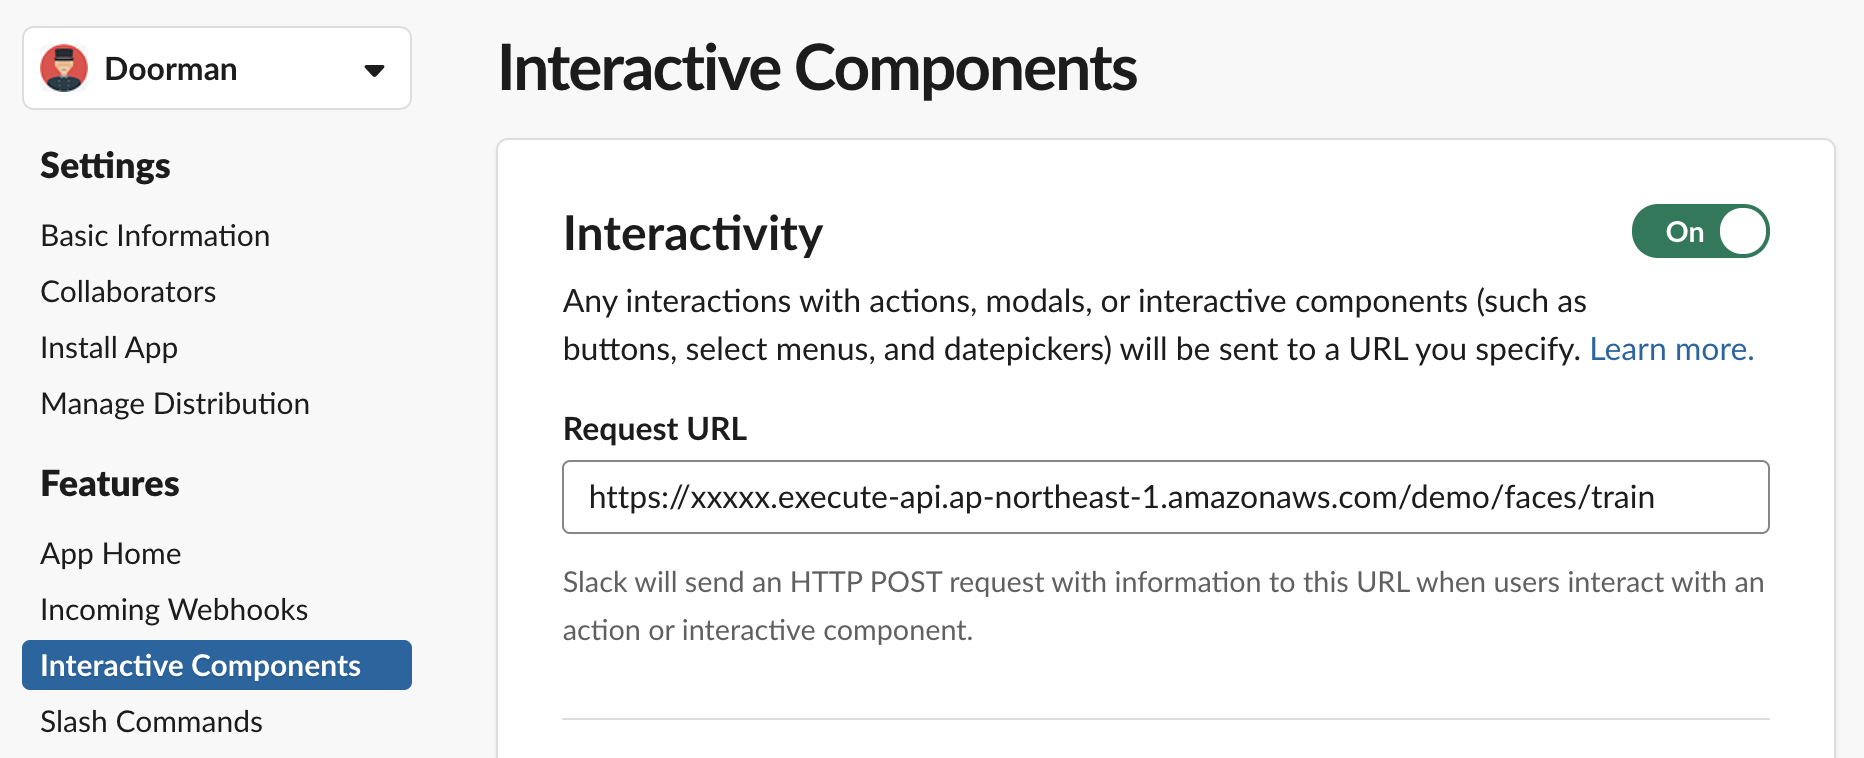 Doorman
Settings
Basic Information
Collaborators
Install App
Manage Distribution
Features
App Home
Incoming Webhooks
Interactive Components
Slash Commands
Interactive Components
Interactivity
On
Any interactions with actions, modals, or interactive components (such as
buttons, select menus, and datepickers) will be sent to a URL you specify. Learn more.
Request URL
https://xxxxx.execute-api.ap-northeast-1.amazonaws.com/demo/faces/train
Slack will send an HTTP POST request with information to this URL when users interact with an
action or interactive component.